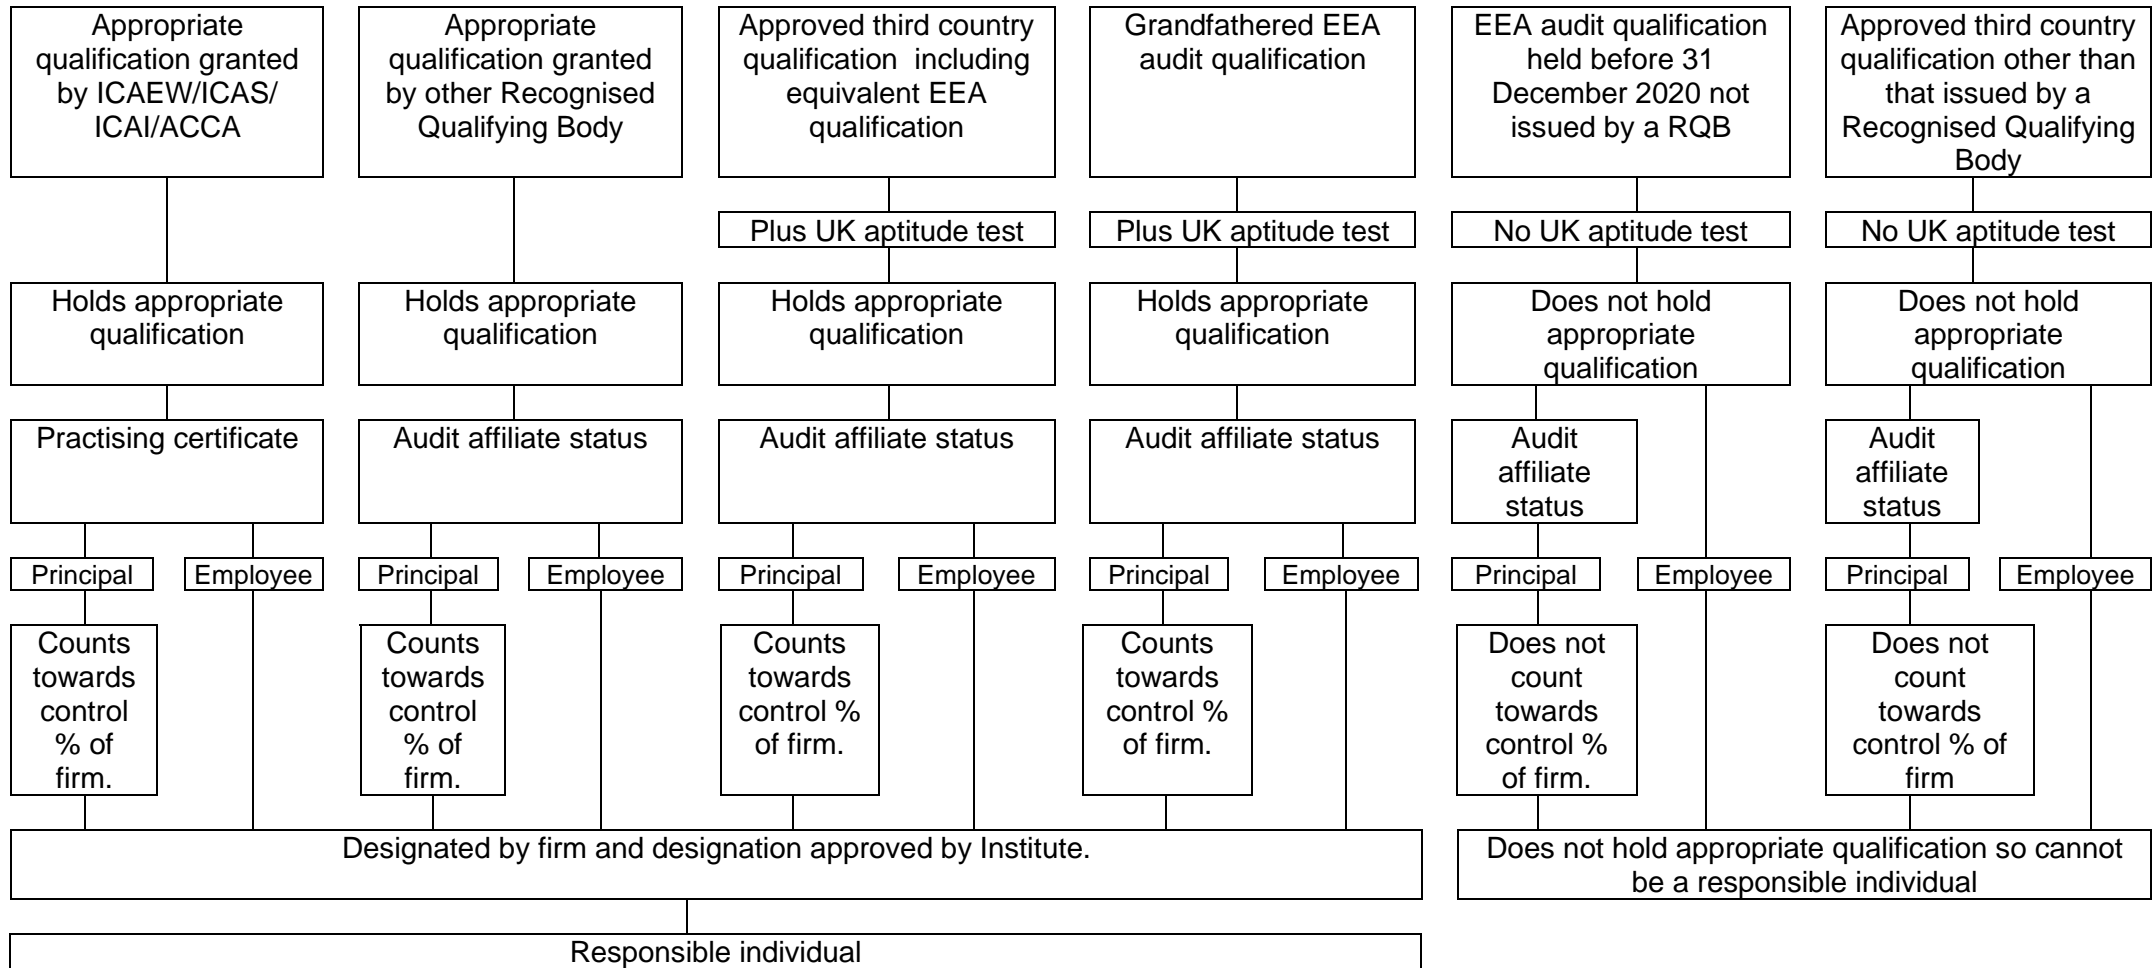 Appropriate
qualification granted
by ICAEW/ICAS/
ICAI/ACCA
Appropriate
qualification granted
by other Recognised
Qualifying Body
Approved third country
qualification including
equivalent EEA
qualification
Grandfathered EEA
audit qualification
EEA audit qualification
held before 31
December 2020 not
issued by a RQB
Approved third country
qualification other than
that issued by a
Recognised Qualifying
Body
Plus UK aptitude test
Plus UK aptitude test
No UK aptitude test
No UK aptitude test
Holds appropriate
qualification
Holds appropriate
qualification
Holds appropriate
qualification
Holds appropriate
qualification
Does not hold
appropriate
qualification
Does not hold
appropriate
qualification
Practising certificate
Audit affiliate status
Audit affiliate status
Audit affiliate status
Audit
affiliate
status
Audit
affiliate
status
Principal
Employee
Principal
Employee
Principal
Employee
Principal
Employee
Principal
Employee
Principal
Employee
Counts
towards
control
% of
firm.
Counts
towards
control
% of
firm.
Counts
towards
control %
of firm.
Counts
towards
control %
of firm.
Does not
count
towards
control %
of firm.
Does not
count
towards
control % of
firm
Designated by firm and designation approved by Institute.
Does not hold appropriate qualification so cannot
be a responsible individual
Responsible individual